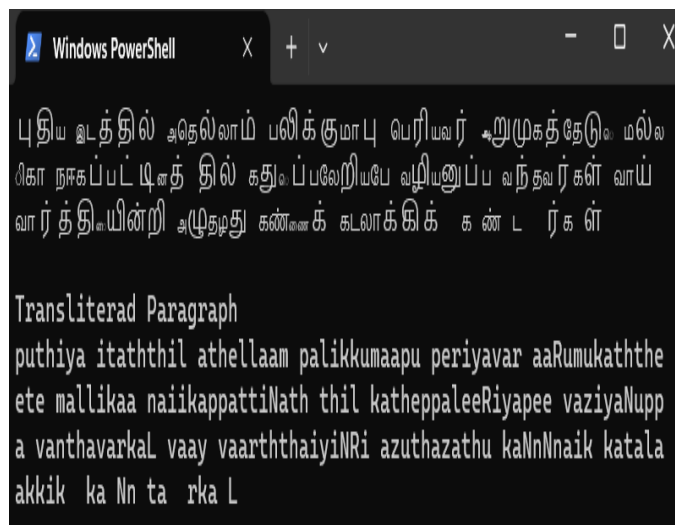 Windows PowerShell
புதிய இடத்தில் அதெல்லாம் பலிக்குமாபு பெரியவர் ஆறுமுகத்தேடுெ மல்ல
ிகா நஈகப்பட்டினத் தில் கதுெப்பலேறியபே வழியனுப்ப வந்தவர்கள் வாய்
வார்த்திையின்றி அழுதழது கண்ணைக் கடலாக்கிக் க ண் ட ர்க ள்
Transliterad Paragraph
puthiya itaththil athellaam palikkumaapu periyavar aaRumukaththe
ete mallikaa naiikappattiNath thil katheppaleeRiyapee vaziyaNupp
a vanthavarkaL vaay vaarththaiyiNRi azuthazathu kaNnNnaik katala
akkik ka Nn ta rka L